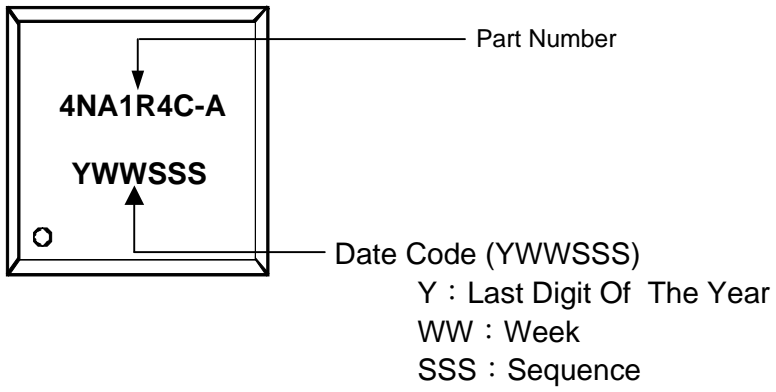 Part Number
4NA1R4C-A
YWWSSS
Date Code (YWWSSS)
Y：Last Digit Of The Year
WW：Week
SSS：Sequence